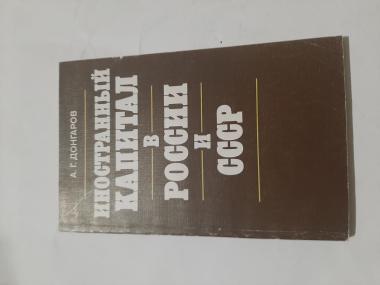 А. Г. ДОНГАРОВ
ИНОСТРАННЫЙ
КАПИТАЛ
В
РОССИИ
И
СССР